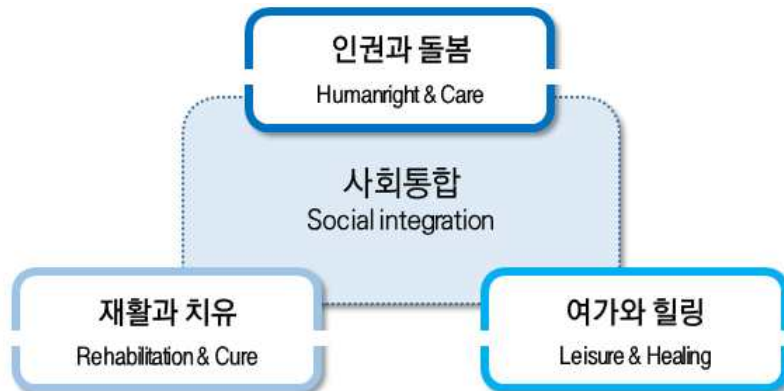 인권과 돌봄
Humanright & Care
사회통합
Social integration
재활과 치유
Rehabilitation & Cure
여가와 힐링
Leisure & Healing